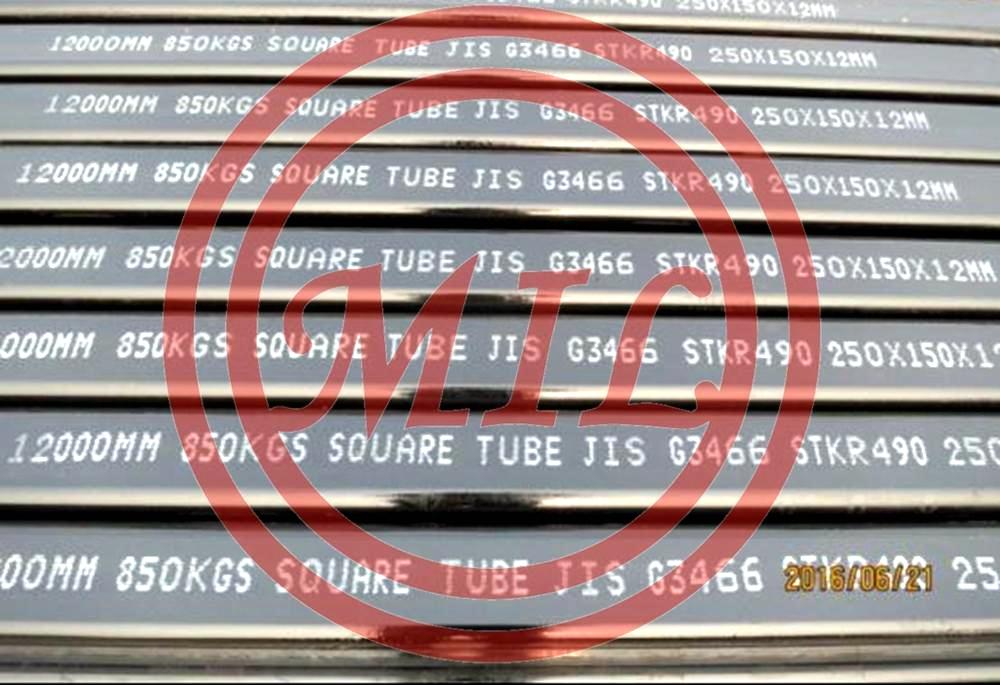 250X150X12MM
12000MM 850KGS SQUARE TUBE JIS G3466 STKR490 250X150X12MM
12000MM 850KGS SQUARE TUBE JIS G3466 STKR490 250X150X12MM
12000MM 850KGS SQUARE TUBE JIS G3466 STKR490 250X150X12MM
2000MM 850KGS SQUARE TUBE JIS G3466 STKR490 250X150X12MM
000MM 850KGS SQUARE TUBE JIS G3466 STKR490 250X150X1
12000MM 850KGS SQUARE TUBE JIS G3466 STKR490 250
00MM 850KGS SQUARE TUBE JIS G3466 STKR490 25
2016/06/21
MIL